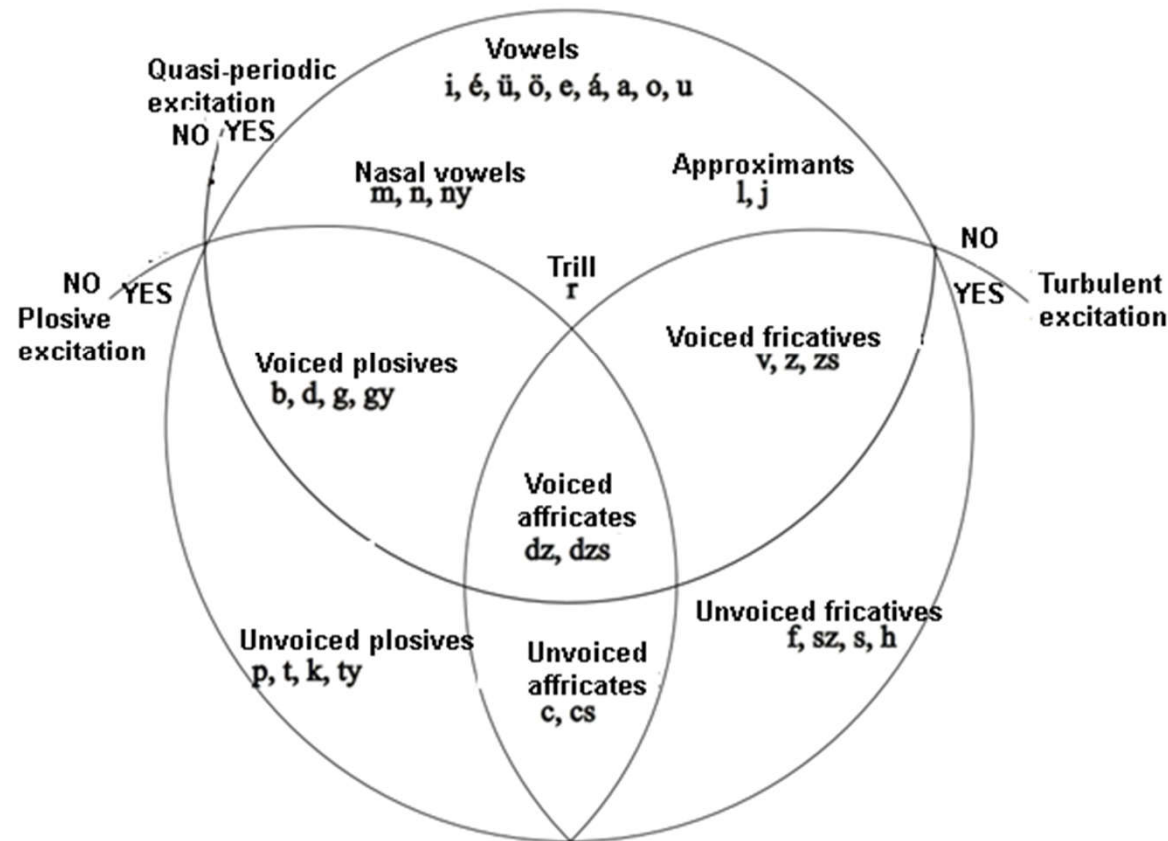 Vowels
i, é, ü, ö, e, á, a, o, u
Quasi-periodic
excitation
NO YES
Nasal vowels
m, n, ny
Approximants
l, j
NO
YES
Turbulent
excitation
NO YES
Plosive
excitation
Trill
r
Voiced plosives
b, d, g, gy
Voiced fricatives
v, z, zs
Voiced
affricates
dz, dzs
Unvoiced plosives
p, t, k, ty
Unvoiced
affricates
c, cs
Unvoiced fricatives
f, sz, s, h